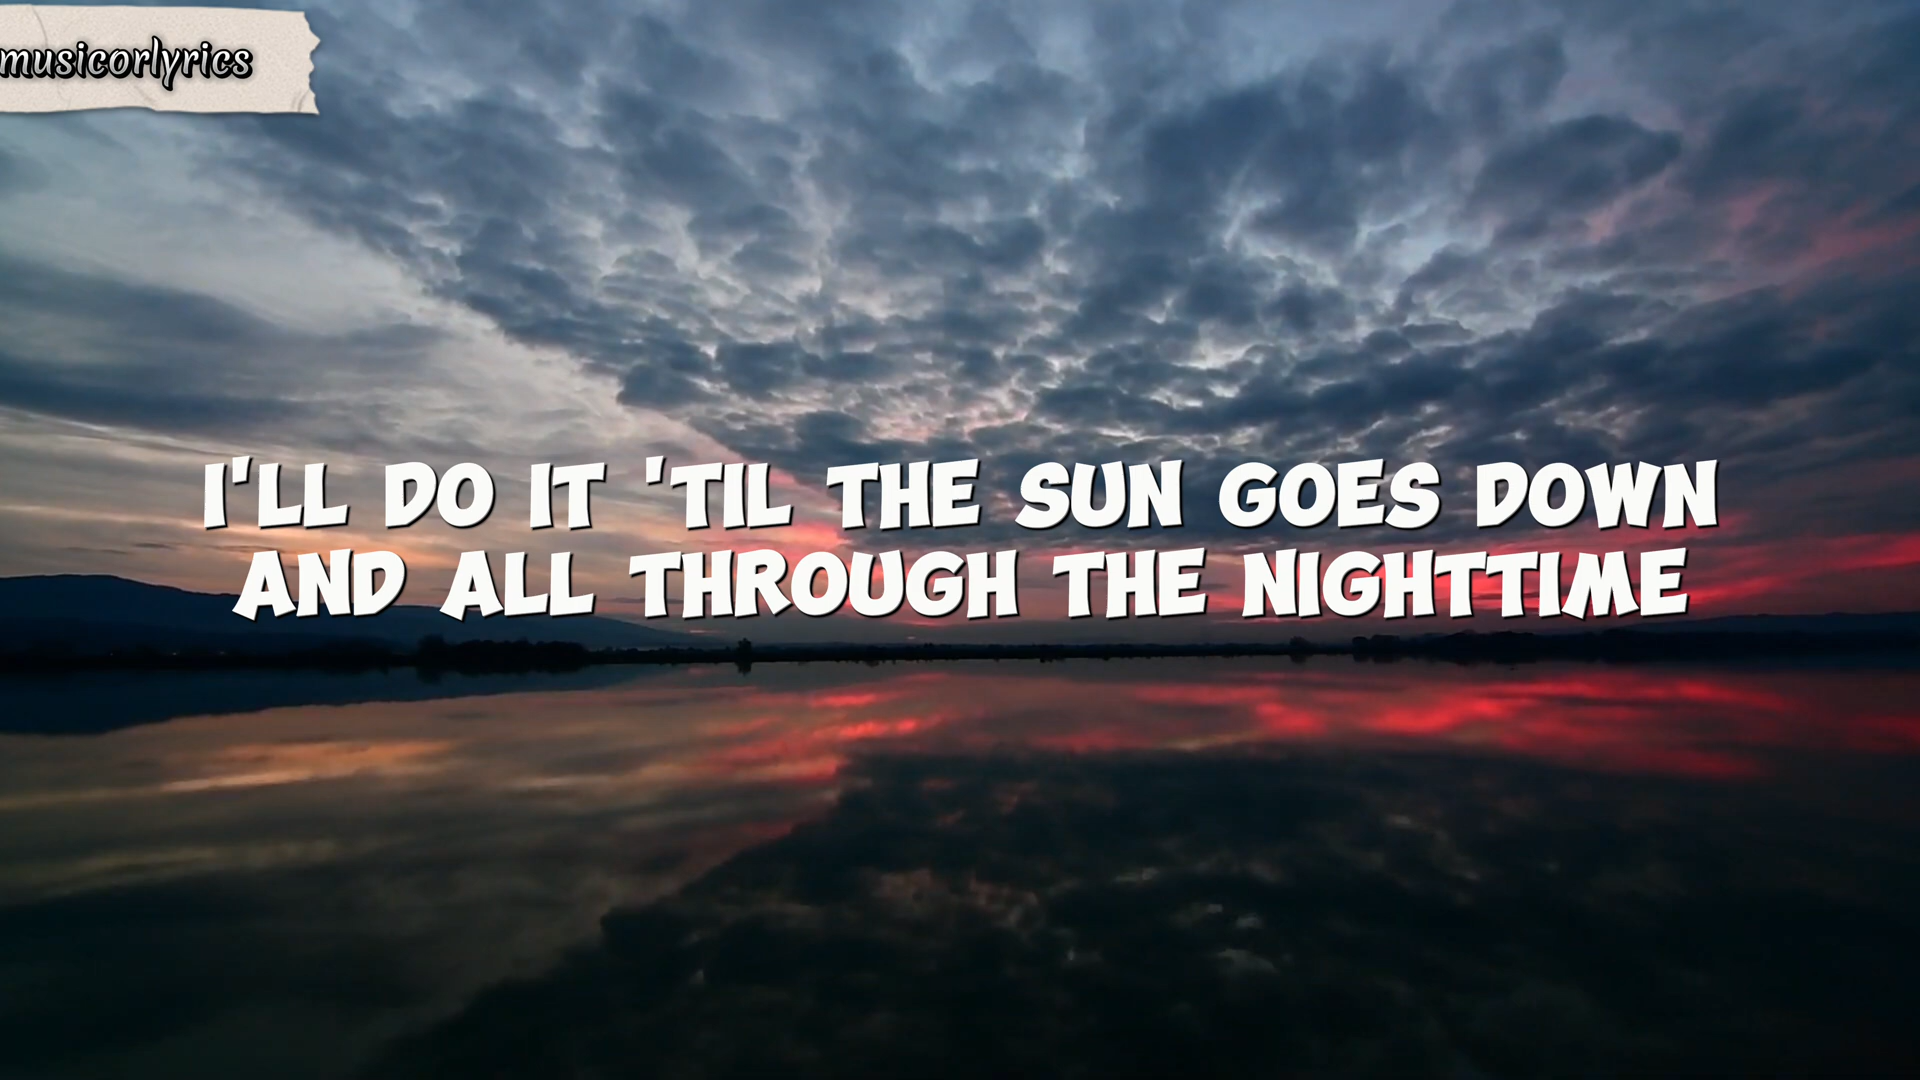 musicorlyrics
I'LL DO IT 'TIL THE SUN GOES DOWN
AND ALL THROUGH THE NIGHTTIME